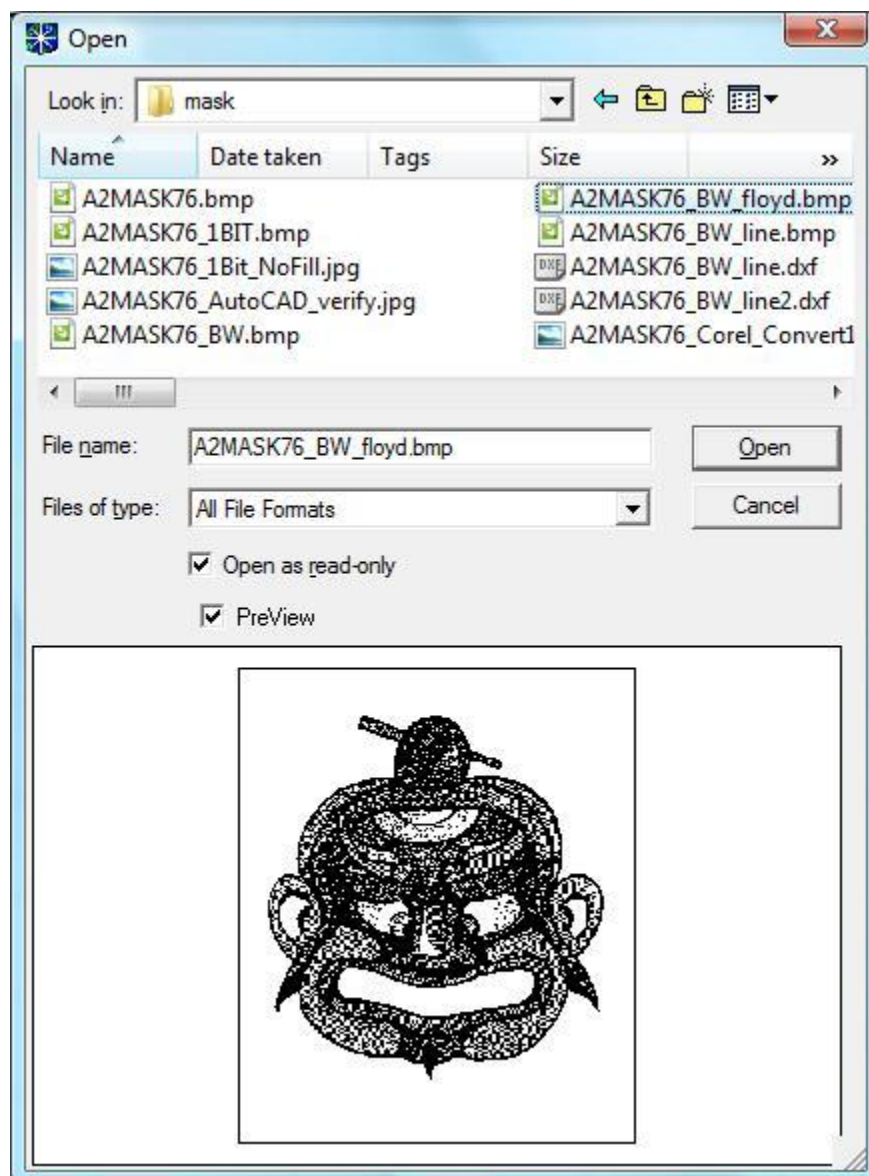 Open
Look in: mask
Name Date taken Tags Size »
A2MASK76.bmp A2MASK76_BW_floyd.bmp
A2MASK76_1BIT.bmp A2MASK76_BW_line.bmp
A2MASK76_1Bit_NoFill.jpg A2MASK76_BW_line.dxf
A2MASK76_AutoCAD_verify.jpg A2MASK76_BW_line2.dxf
A2MASK76_BW.bmp A2MASK76_Corel_Convert1
File name: A2MASK76_BW_floyd.bmp Open
Files of type: All File Formats Cancel
Open as read-only
PreView